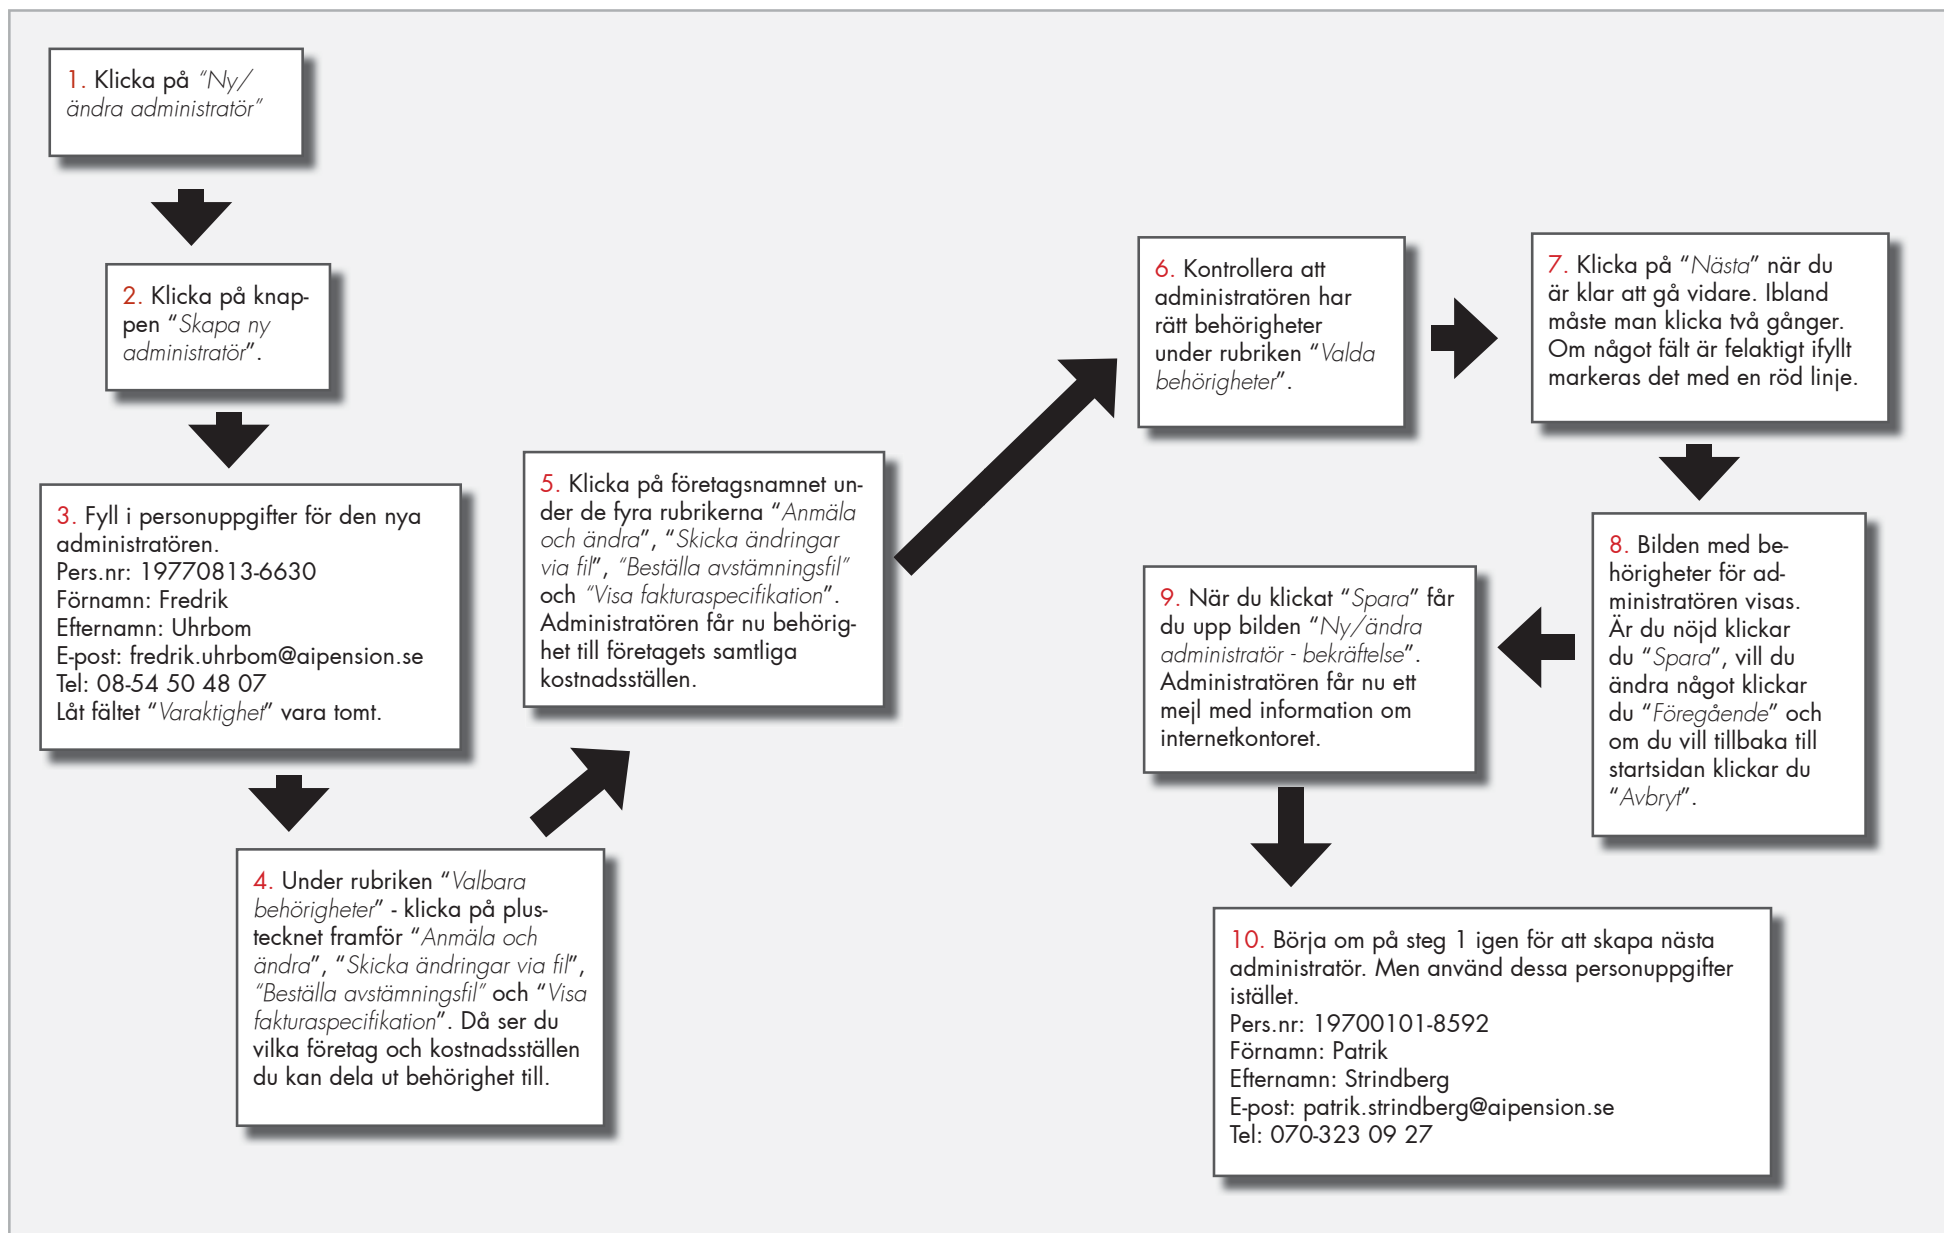 1. Klicka på “Ny/
ändra administratör”
2. Klicka på knap-
pen “Skapa ny
administratör”.
3. Fyll i personuppgifter för den nya
administratören.
Pers.nr: 19770813-6630
Förnamn: Fredrik
Efternamn: Uhrbom
E-post: fredrik.uhrbom@aipension.se
Tel: 08-54 50 48 07
Låt fältet “Varaktighet” vara tomt.
4. Under rubriken “Valbara
behörigheter” - klicka på plus-
tecknet framför “Anmäla och
ändra”, “Skicka ändringar via fil”,
“Beställa avstämningsfil” och “Visa
fakturaspecifikation”. Då ser du
vilka företag och kostnadsställen
du kan dela ut behörighet till.
5. Klicka på företagsnamnet un-
der de fyra rubrikerna “Anmäla
och ändra”, “Skicka ändringar
via fil”, “Beställa avstämningsfil”
och “Visa fakturaspecifikation”.
Administratören får nu behörig-
het till företagets samtliga
kostnadsställen.
6. Kontrollera att
administratören har
rätt behörigheter
under rubriken “Valda
behörigheter”.
7. Klicka på “Nästa” när du
är klar att gå vidare. Ibland
måste man klicka två gånger.
Om något fält är felaktigt ifyllt
markeras det med en röd linje.
8. Bilden med be-
hörigheter för ad-
ministratören visas.
Är du nöjd klickar
du “Spara”, vill du
ändra något klickar
du “Föregående” och
om du vill tillbaka till
startsidan klickar du
“Avbryt”.
9. När du klickat “Spara” får
du upp bilden “Ny/ändra
administratör - bekräftelse”.
Administratören får nu ett
mejl med information om
internetkontoret.
10. Börja om på steg 1 igen för att skapa nästa
administratör. Men använd dessa personuppgifter
istället.
Pers.nr: 19700101-8592
Förnamn: Patrik
Efternamn: Strindberg
E-post: patrik.strindberg@aipension.se
Tel: 070-323 09 27